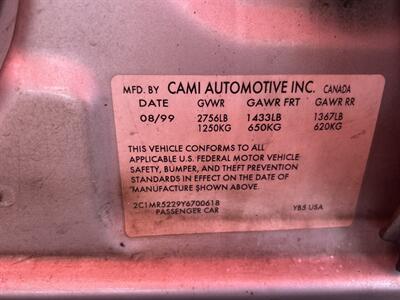 MFD. BY CAMI AUTOMOTIVE INC. CANADA
DATE GVWR GAWR FRT GAWR RR
08/99 2756LB 1433LB 1367LB
1250KG 650KG 620KG
THIS VEHICLE CONFORMS TO ALL
APPLICABLE U.S. FEDERAL MOTOR VEHICLE
SAFETY, BUMPER, AND THEFT PREVENTION
STANDARDS IN EFFECT ON THE DATE OF
MANUFACTURE SHOWN ABOVE.
2C1MR5229Y6700618
PASSENGER CAR YB5 USA